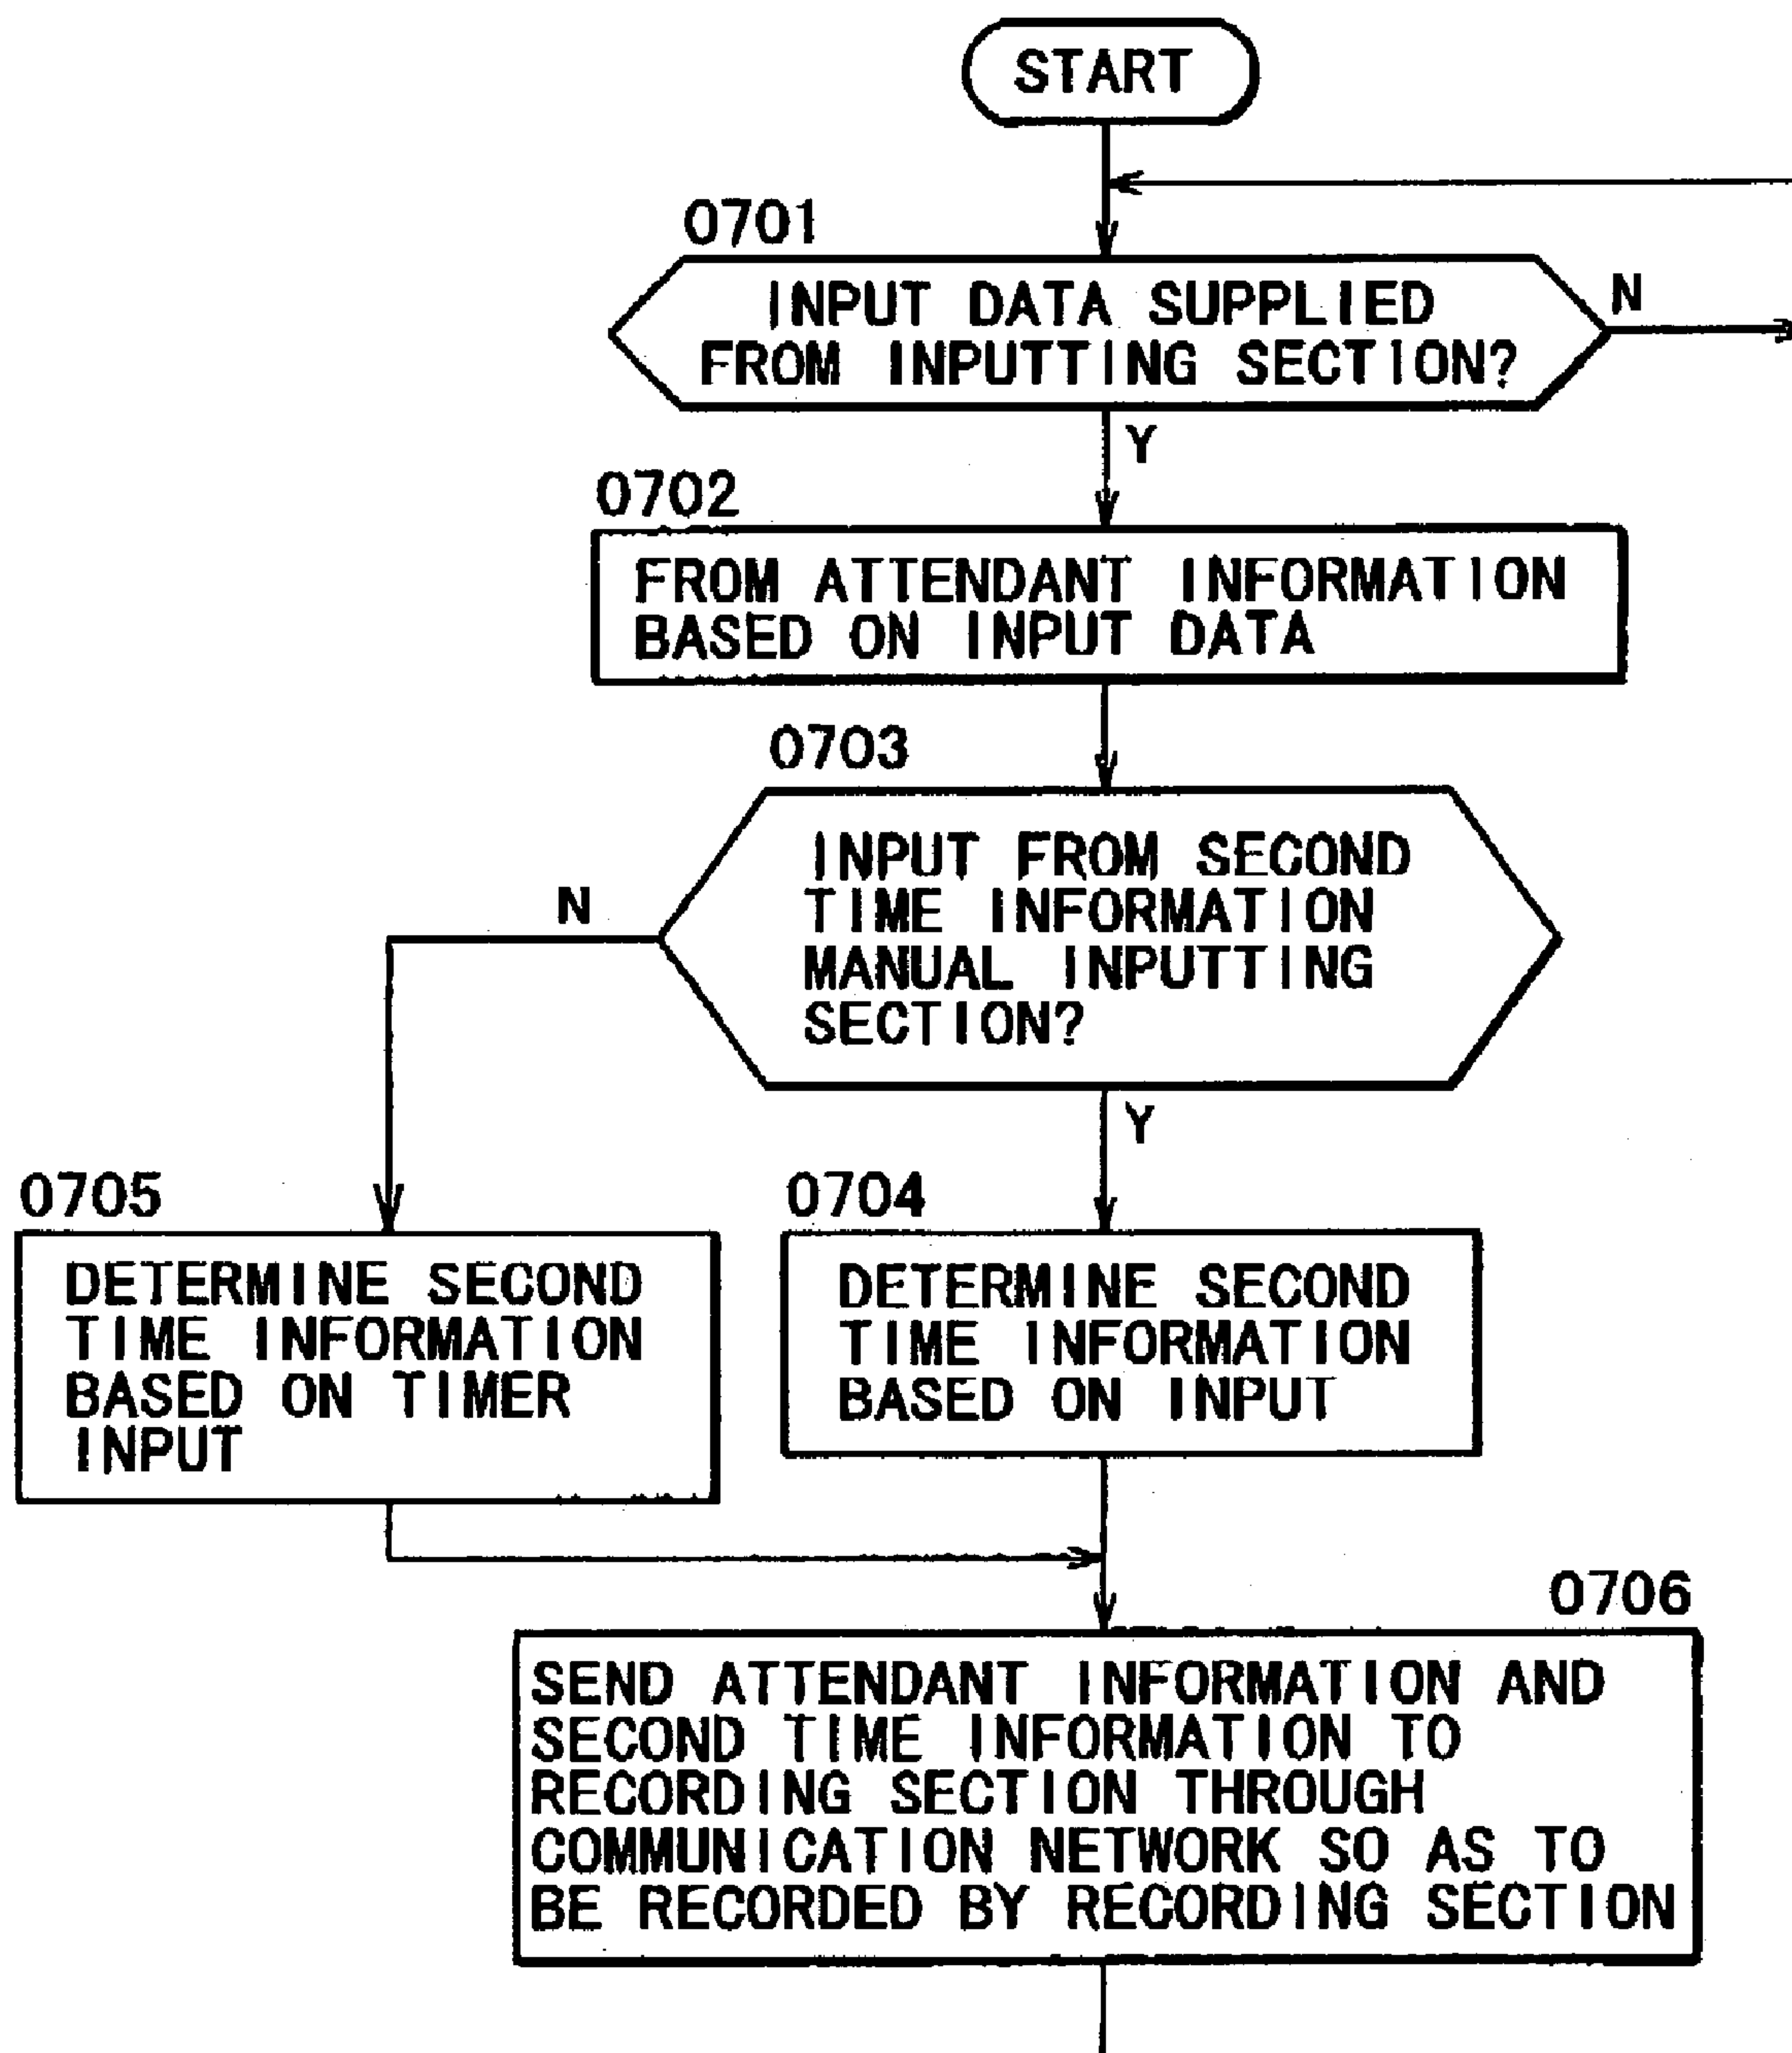 START
0701
INPUT DATA SUPPLIED
FROM INPUTTING SECTION?
N
Y
0702
FROM ATTENDANT INFORMATION
BASED ON INPUT DATA
0703
INPUT FROM SECOND
TIME INFORMATION
MANUAL INPUTTING
SECTION?
N
Y
0705
DETERMINE SECOND
TIME INFORMATION
BASED ON TIMER
INPUT
0704
DETERMINE SECOND
TIME INFORMATION
BASED ON INPUT
0706
SEND ATTENDANT INFORMATION AND
SECOND TIME INFORMATION TO
RECORDING SECTION THROUGH
COMMUNICATION NETWORK SO AS TO
BE RECORDED BY RECORDING SECTION